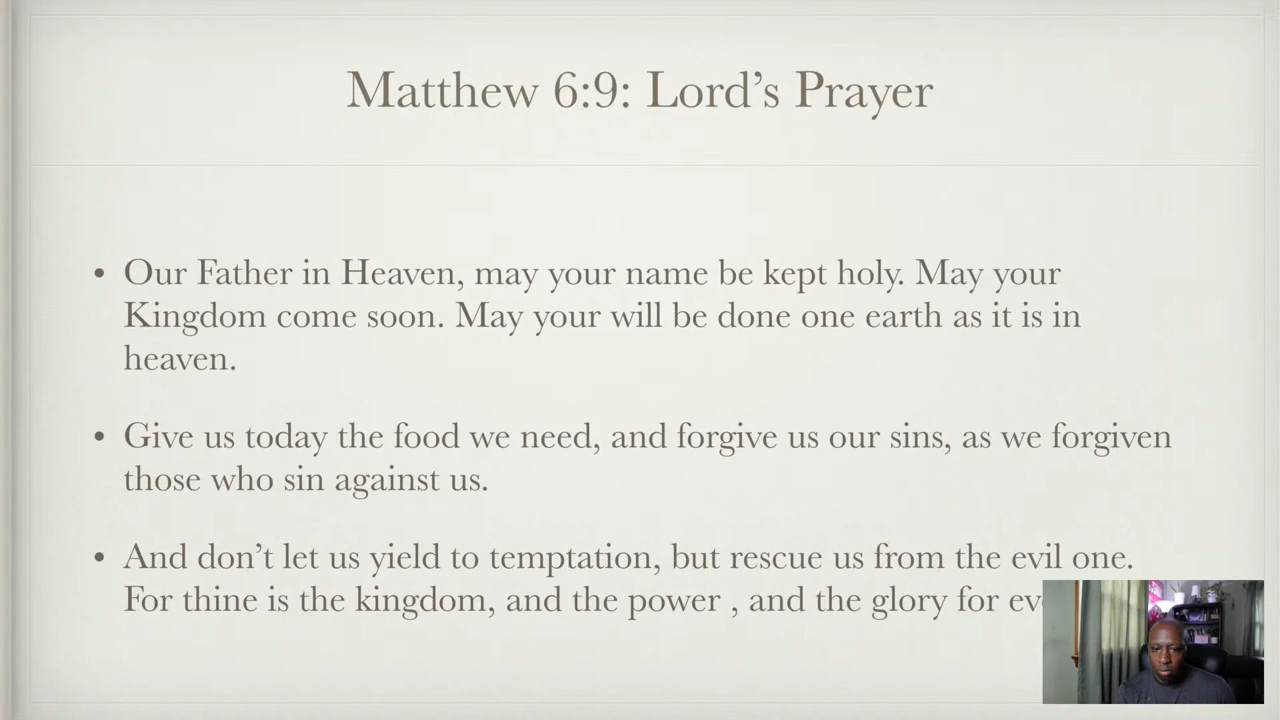 Matthew 6:9: Lord’s Prayer
• Our Father in Heaven, may your name be kept holy. May your
Kingdom come soon. May your will be done one earth as it is in
heaven.
• Give us today the food we need, and forgive us our sins, as we forgiven
those who sin against us.
• And don’t let us yield to temptation, but rescue us from the evil one.
For thine is the kingdom, and the power , and the glory for